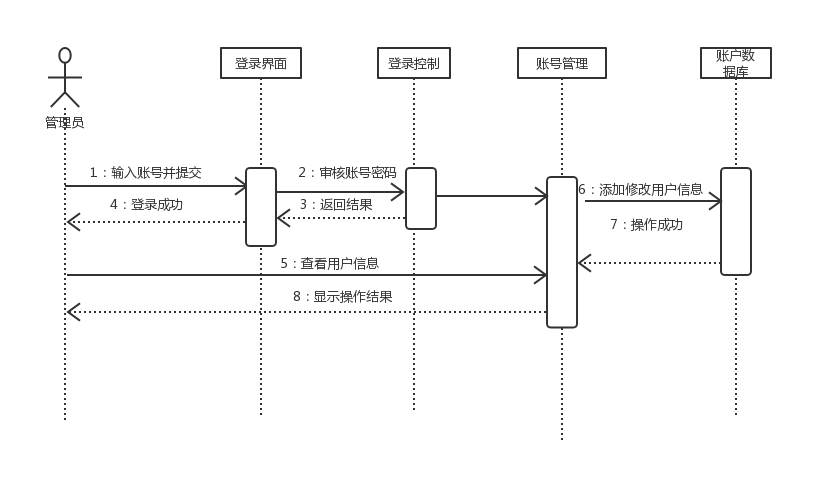 登录界面
登录控制
账号管理
账户数
据库
管理员
1：输入账号并提交
2：审核账号密码
3：返回结果
4：登录成功
6：添加修改用户信息
7：操作成功
5：查看用户信息
8：显示操作结果